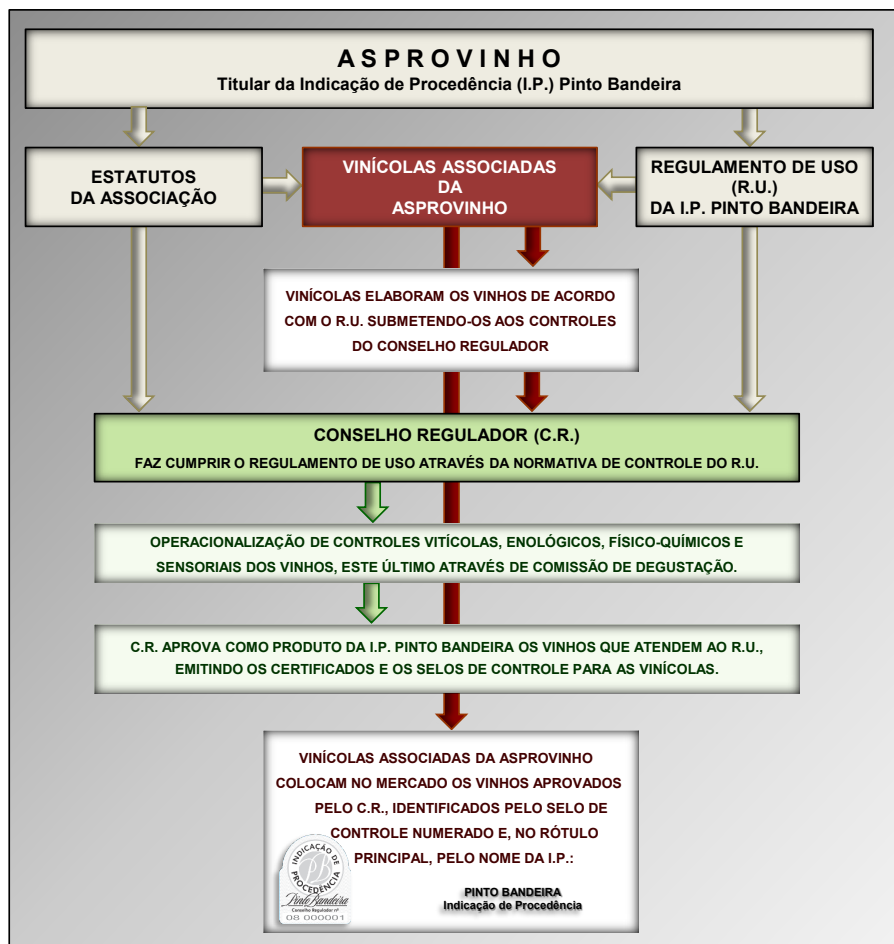 A S P R O V I N H O
Titular da Indicação de Procedência (I.P.) Pinto Bandeira
ESTATUTOS
DA ASSOCIAÇÃO
VINÍCOLAS ASSOCIADAS
DA
ASPROVINHO
REGULAMENTO DE USO
(R.U.)
DA I.P. PINTO BANDEIRA
VINÍCOLAS ELABORAM OS VINHOS DE ACORDO
COM O R.U. SUBMETENDO-OS AOS CONTROLES
DO CONSELHO REGULADOR
CONSELHO REGULADOR (C.R.)
FAZ CUMPRIR O REGULAMENTO DE USO ATRAVÉS DA NORMATIVA DE CONTROLE DO R.U.
OPERACIONALIZAÇÃO DE CONTROLES VITÍCOLAS, ENOLÓGICOS, FÍSICO-QUÍMICOS E
SENSORIAIS DOS VINHOS, ESTE ÚLTIMO ATRAVÉS DE COMISSÃO DE DEGUSTAÇÃO.
C.R. APROVA COMO PRODUTO DA I.P. PINTO BANDEIRA OS VINHOS QUE ATENDEM AO R.U.,
EMITINDO OS CERTIFICADOS E OS SELOS DE CONTROLE PARA AS VINÍCOLAS.
VINÍCOLAS ASSOCIADAS DA ASPROVINHO
COLOCAM NO MERCADO OS VINHOS APROVADOS
PELO C.R., IDENTIFICADOS PELO SELO DE
CONTROLE NUMERADO E, NO RÓTULO
PRINCIPAL, PELO NOME DA I.P.:
INDICAÇÃO DE
PROCEDÊNCIA
PB
Pinto Bandeira
Conselho Regulador nº
08 000001
PINTO BANDEIRA
Indicação de Procedência